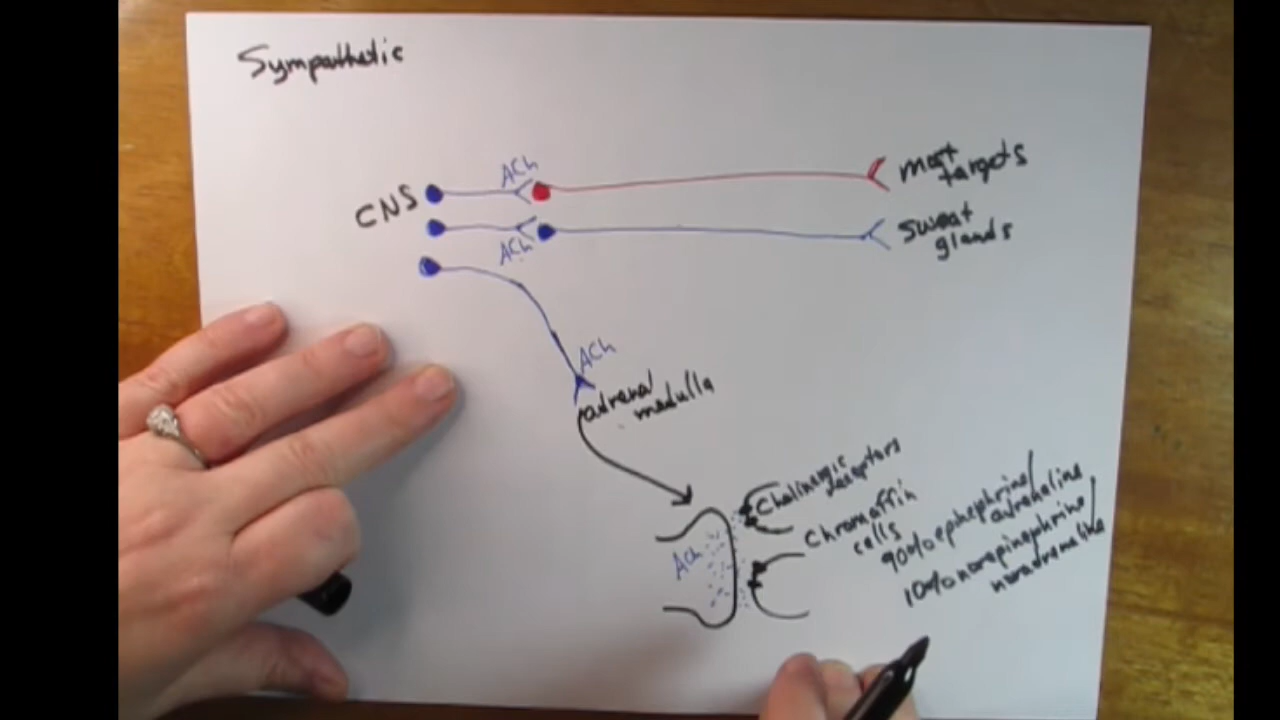 Sympathetic
ACh
most
targets
CNS
sweat
glands
ACh
ACh
adrenal
medulla
Cholinergic
receptors
Chromaffin
cells
90% epinephrine/
adrenaline
10% norepinephrine/
noradrenaline
ACh